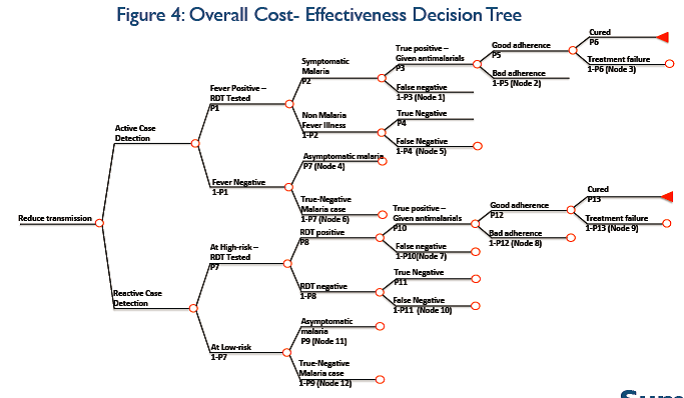 Figure 4: Overall Cost- Effectiveness Decision Tree
Reduce transmission
Active Case
Detection
Fever Positive –
RDT Tested
P1
Symptomatic
Malaria
P2
True positive –
Given antimalarials
P3
Good adherence
P5
Cured
P6
Treatment failure
1-P6 (Node 3)
Bad adherence
1-P5 (Node 2)
False negative
1-P3 (Node 1)
Non Malaria
Fever Illness
1-P2
True Negative
P4
False Negative
1-P4 (Node 5)
Fever Negative
1-P1
Asymptomatic malaria
P7 (Node 4)
True-Negative
Malaria case
1-P7 (Node 6)
Reactive Case
Detection
At High-risk –
RDT Tested
P7
RDT positive
P8
True positive –
Given antimalarials
P10
Good adherence
P12
Cured
P13
Treatment failure
1-P13 (Node 9)
Bad adherence
1-P12 (Node 8)
False negative
1-P10(Node 7)
RDT negative
1-P8
True Negative
P11
False Negative
1-P11 (Node 10)
At Low-risk
1-P7
Asymptomatic
malaria
P9 (Node 11)
True-Negative
Malaria case
1-P9 (Node 12)